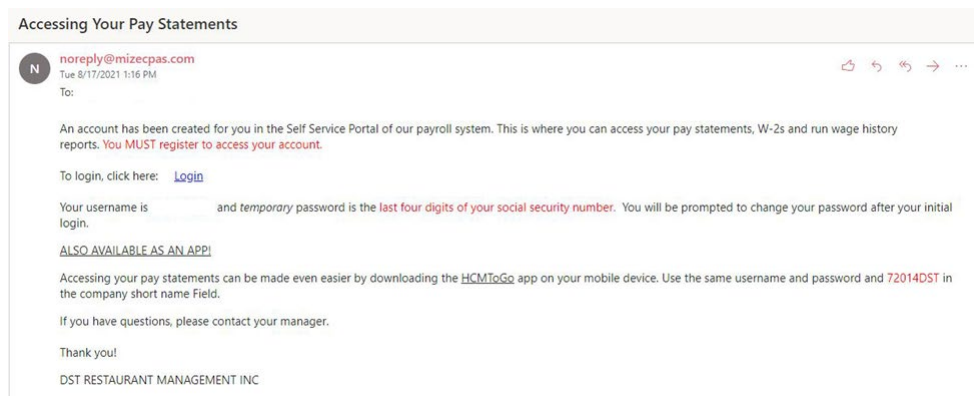 Accessing Your Pay Statements
N
noreply@mizecpas.com
Tue 8/17/2021 1:16 PM
To:
An account has been created for you in the Self Service Portal of our payroll system. This is where you can access your pay statements, W-2s and run wage history
reports. You MUST register to access your account.
To login, click here: Login
Your username is and temporary password is the last four digits of your social security number. You will be prompted to change your password after your initial
login.
ALSO AVAILABLE AS AN APP!
Accessing your pay statements can be made even easier by downloading the HCMToGo app on your mobile device. Use the same username and password and 72014DST in
the company short name Field.
If you have questions, please contact your manager.
Thank you!
DST RESTAURANT MANAGEMENT INC